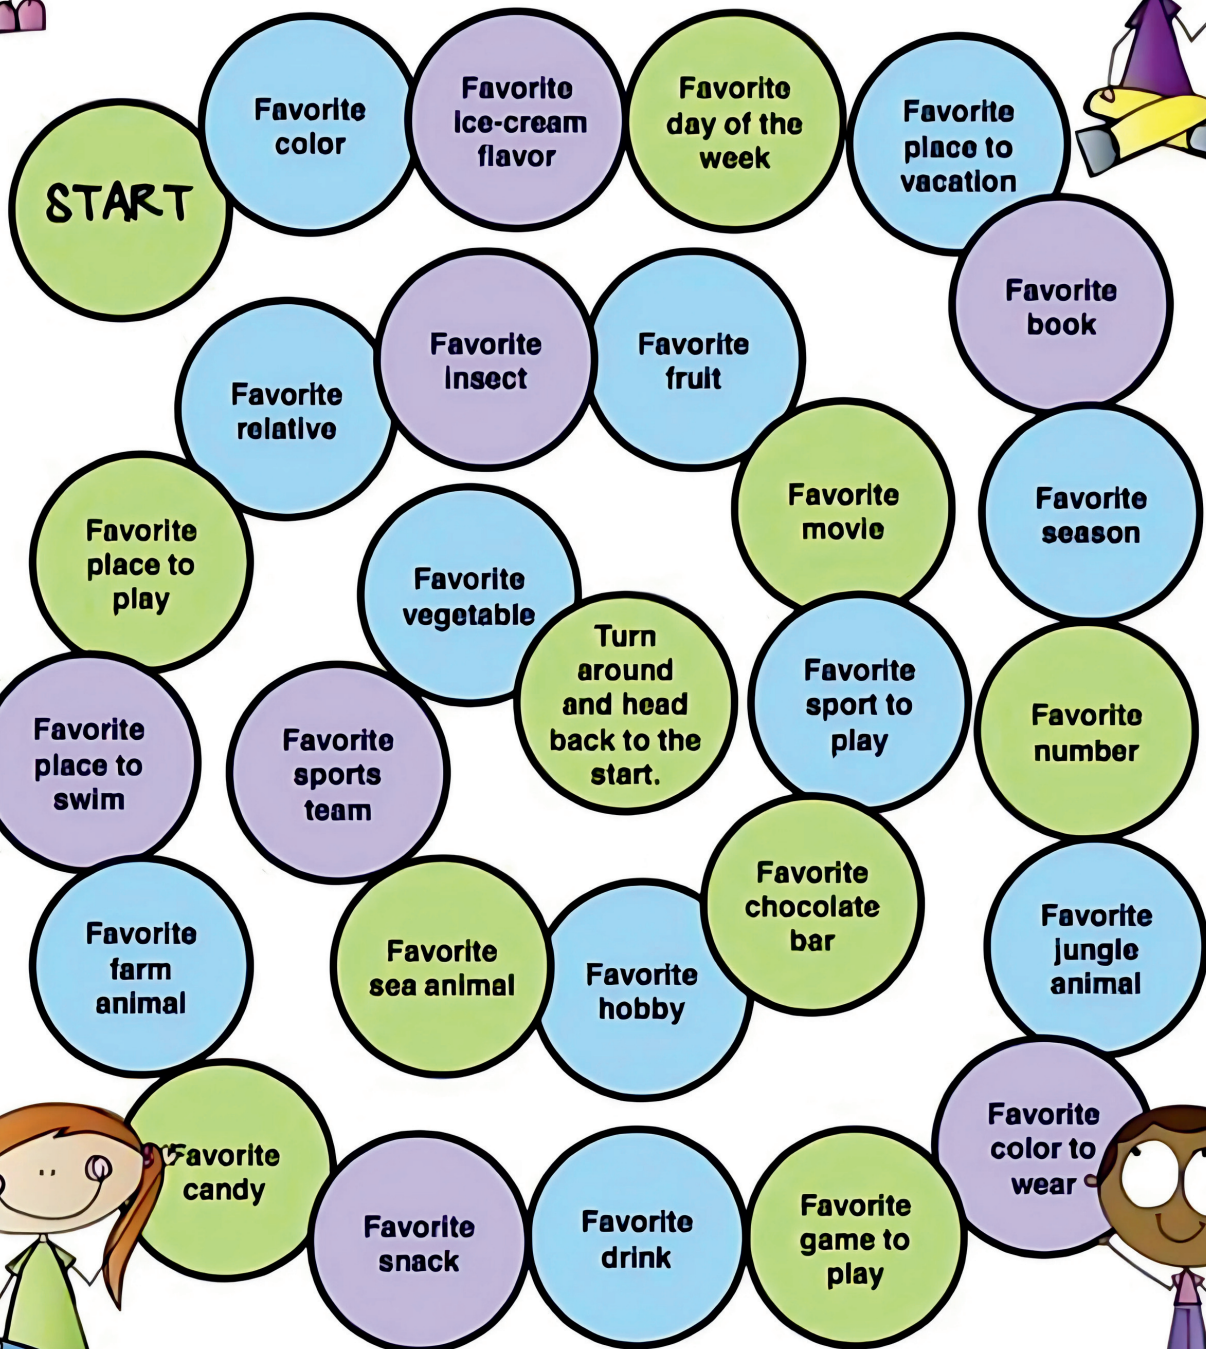 START
Favorite
color
Favorite
ice-cream
flavor
Favorite
day of the
week
Favorite
place to
vacation
Favorite
book
Favorite
season
Favorite
number
Favorite
jungle
animal
Favorite
color to
wear
Favorite
game to
play
Favorite
drink
Favorite
snack
Favorite
candy
Favorite
farm
animal
Favorite
place to
swim
Favorite
place to
play
Favorite
relative
Favorite
insect
Favorite
fruit
Favorite
movie
Favorite
sport to
play
Favorite
chocolate
bar
Favorite
hobby
Favorite
sea animal
Favorite
sports
team
Favorite
vegetable
Turn
around
and head
back to the
start.